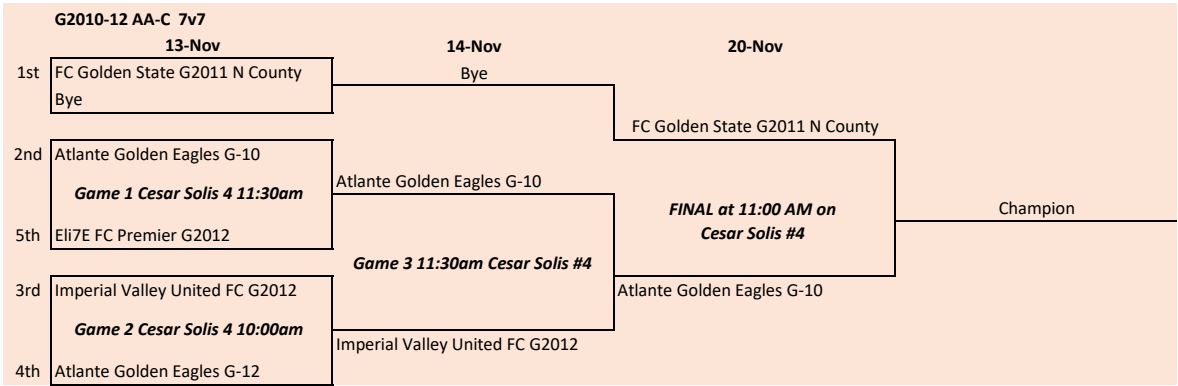 G2010-12 AA-C 7v7
13-Nov 14-Nov 20-Nov
1st FC Golden State G2011 N County Bye
Bye
FC Golden State G2011 N County
2nd Atlante Golden Eagles G-10
Atlante Golden Eagles G-10
Game 1 Cesar Solis 4 11:30am
FINAL at 11:00 AM on
Cesar Solis #4
Champion
5th Eli7E FC Premier G2012
Game 3 11:30am Cesar Solis #4
3rd Imperial Valley United FC G2012
Atlante Golden Eagles G-10
Game 2 Cesar Solis 4 10:00am
Imperial Valley United FC G2012
4th Atlante Golden Eagles G-12